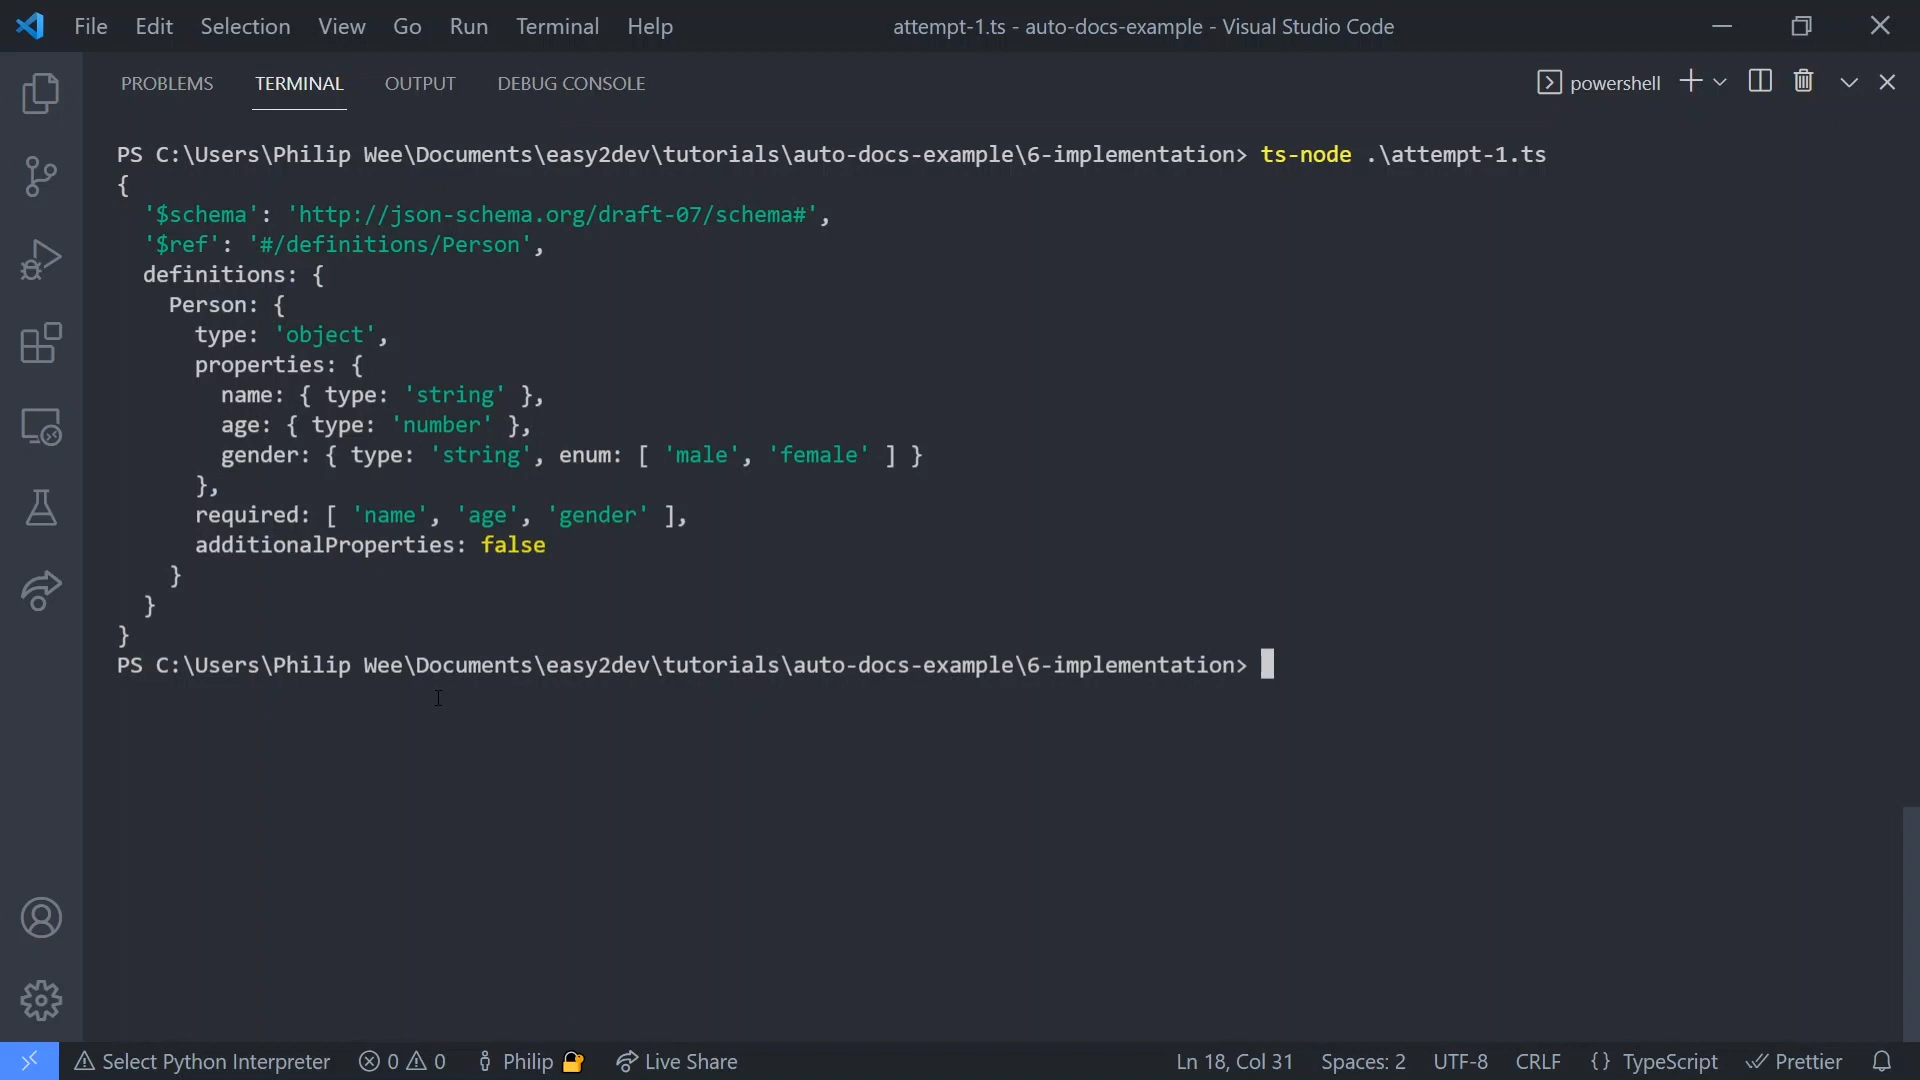 File Edit Selection View Go Run Terminal Help attempt-1.ts - auto-docs-example - Visual Studio Code
PROBLEMS TERMINAL OUTPUT DEBUG CONSOLE powershell
PS C:\Users\Philip Wee\Documents\easy2dev\tutorials\auto-docs-example\6-implementation> ts-node .\attempt-1.ts
{
  '$schema': 'http://json-schema.org/draft-07/schema#',
  '$ref': '#/definitions/Person',
  definitions: {
    Person: {
      type: 'object',
      properties: {
        name: { type: 'string' },
        age: { type: 'number' },
        gender: { type: 'string', enum: [ 'male', 'female' ] }
      },
      required: [ 'name', 'age', 'gender' ],
      additionalProperties: false
    }
  }
}
PS C:\Users\Philip Wee\Documents\easy2dev\tutorials\auto-docs-example\6-implementation>
Select Python Interpreter 0 0 Philip Live Share Ln 18, Col 31 Spaces: 2 UTF-8 CRLF {} TypeScript Prettier